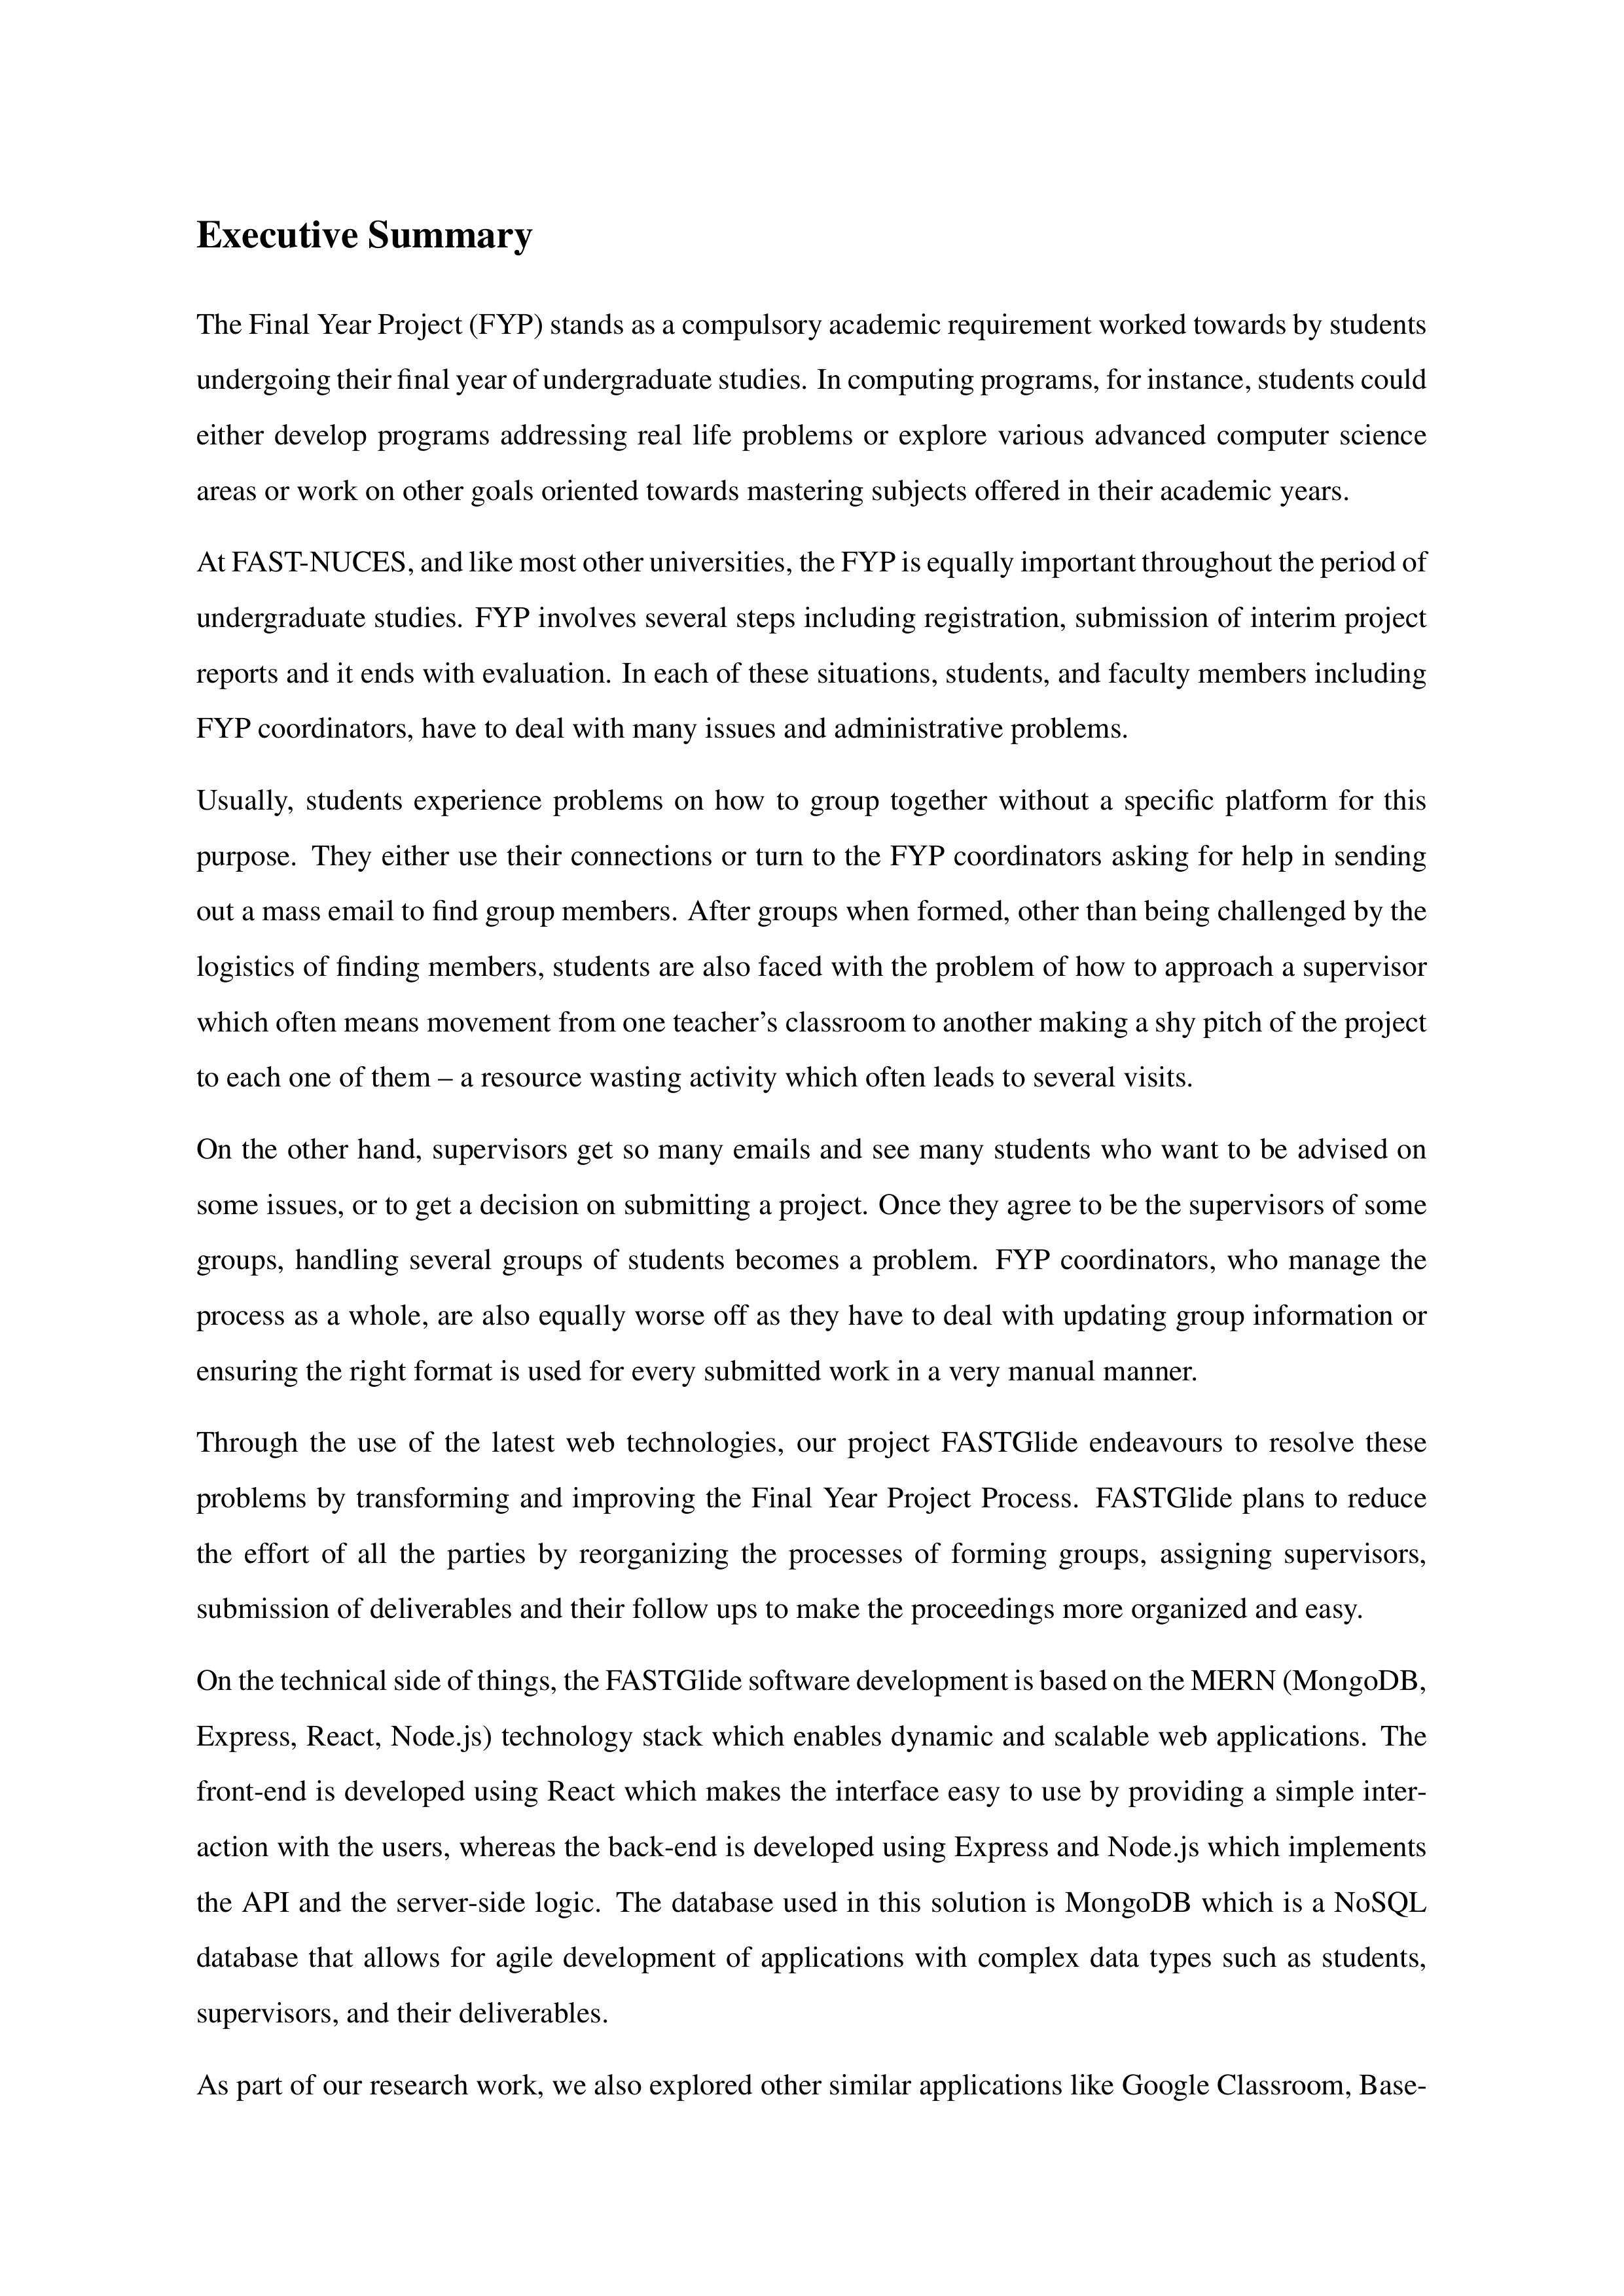 Executive Summary
The Final Year Project (FYP) stands as a compulsory academic requirement worked towards by students
undergoing their final year of undergraduate studies. In computing programs, for instance, students could
either develop programs addressing real life problems or explore various advanced computer science
areas or work on other goals oriented towards mastering subjects offered in their academic years.
At FAST-NUCES, and like most other universities, the FYP is equally important throughout the period of
undergraduate studies. FYP involves several steps including registration, submission of interim project
reports and it ends with evaluation. In each of these situations, students, and faculty members including
FYP coordinators, have to deal with many issues and administrative problems.
Usually, students experience problems on how to group together without a specific platform for this
purpose. They either use their connections or turn to the FYP coordinators asking for help in sending
out a mass email to find group members. After groups when formed, other than being challenged by the
logistics of finding members, students are also faced with the problem of how to approach a supervisor
which often means movement from one teacher’s classroom to another making a shy pitch of the project
to each one of them – a resource wasting activity which often leads to several visits.
On the other hand, supervisors get so many emails and see many students who want to be advised on
some issues, or to get a decision on submitting a project. Once they agree to be the supervisors of some
groups, handling several groups of students becomes a problem. FYP coordinators, who manage the
process as a whole, are also equally worse off as they have to deal with updating group information or
ensuring the right format is used for every submitted work in a very manual manner.
Through the use of the latest web technologies, our project FASTGlide endeavours to resolve these
problems by transforming and improving the Final Year Project Process. FASTGlide plans to reduce
the effort of all the parties by reorganizing the processes of forming groups, assigning supervisors,
submission of deliverables and their follow ups to make the proceedings more organized and easy.
On the technical side of things, the FASTGlide software development is based on the MERN (MongoDB,
Express, React, Node.js) technology stack which enables dynamic and scalable web applications. The
front-end is developed using React which makes the interface easy to use by providing a simple inter-
action with the users, whereas the back-end is developed using Express and Node.js which implements
the API and the server-side logic. The database used in this solution is MongoDB which is a NoSQL
database that allows for agile development of applications with complex data types such as students,
supervisors, and their deliverables.
As part of our research work, we also explored other similar applications like Google Classroom, Base-